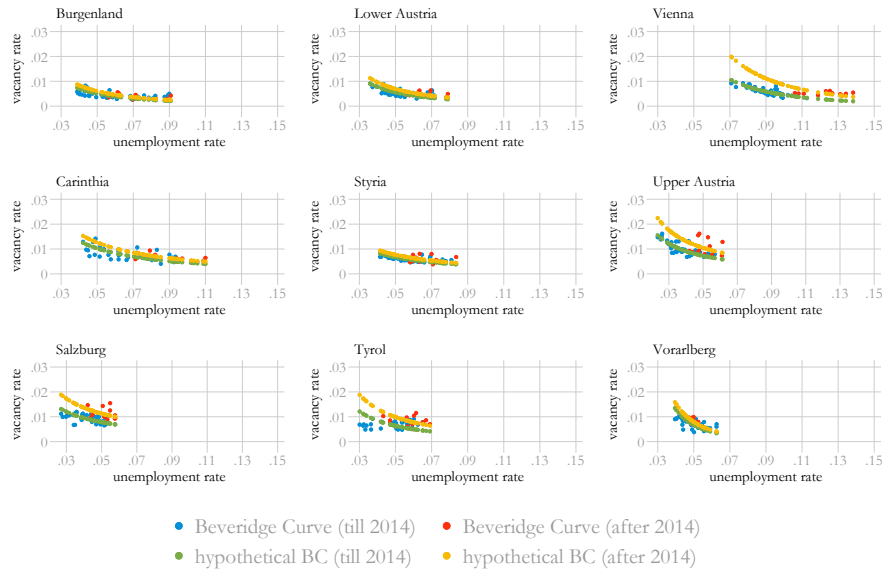 Burgenland
Lower Austria
Vienna
vacancy rate
.03
.02
.01
0
.03 .05 .07 .09 .11 .13 .15
unemployment rate
vacancy rate
.03
.02
.01
0
.03 .05 .07 .09 .11 .13 .15
unemployment rate
vacancy rate
.03
.02
.01
0
.03 .05 .07 .09 .11 .13 .15
unemployment rate
Carinthia
Styria
Upper Austria
vacancy rate
.03
.02
.01
0
.03 .05 .07 .09 .11 .13 .15
unemployment rate
vacancy rate
.03
.02
.01
0
.03 .05 .07 .09 .11 .13 .15
unemployment rate
vacancy rate
.03
.02
.01
0
.03 .05 .07 .09 .11 .13 .15
unemployment rate
Salzburg
Tyrol
Vorarlberg
vacancy rate
.03
.02
.01
0
.03 .05 .07 .09 .11 .13 .15
unemployment rate
vacancy rate
.03
.02
.01
0
.03 .05 .07 .09 .11 .13 .15
unemployment rate
vacancy rate
.03
.02
.01
0
.03 .05 .07 .09 .11 .13 .15
unemployment rate
Beveridge Curve (till 2014) Beveridge Curve (after 2014)
hypothetical BC (till 2014) hypothetical BC (after 2014)